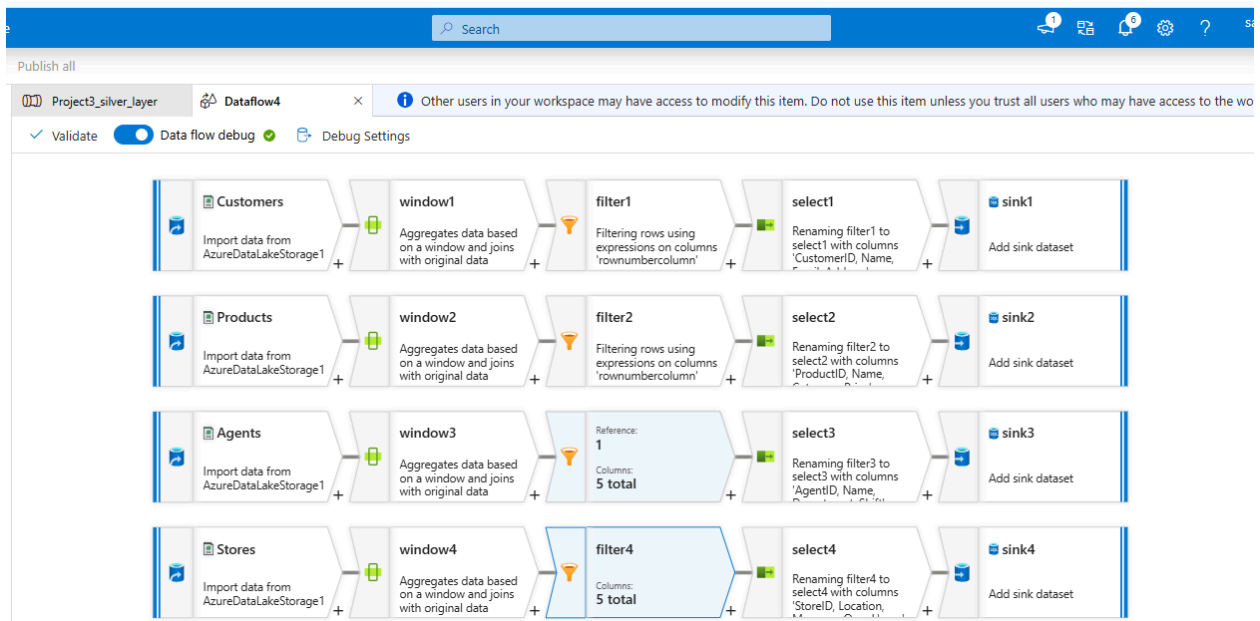 e
Search
1
6
?
sa
Publish all
Project3_silver_layer
Dataflow4
×
Other users in your workspace may have access to modify this item. Do not use this item unless you trust all users who may have access to the wo
Validate
Data flow debug
Debug Settings
Customers
Import data from
AzureDataLakeStorage1
+
window1
Aggregates data based
on a window and joins
with original data
+
filter1
Filtering rows using
expressions on columns
'rownumbercolumn'
+
select1
Renaming filter1 to
select1 with columns
'CustomerID, Name,
+
sink1
Add sink dataset
Products
Import data from
AzureDataLakeStorage1
+
window2
Aggregates data based
on a window and joins
with original data
+
filter2
Filtering rows using
expressions on columns
'rownumbercolumn'
+
select2
Renaming filter2 to
select2 with columns
'ProductID, Name,
+
sink2
Add sink dataset
Agents
Import data from
AzureDataLakeStorage1
+
window3
Aggregates data based
on a window and joins
with original data
+
Reference:
1
Columns:
5 total
+
select3
Renaming filter3 to
select3 with columns
'AgentID, Name,
+
sink3
Add sink dataset
Stores
Import data from
AzureDataLakeStorage1
+
window4
Aggregates data based
on a window and joins
with original data
+
filter4
Columns:
5 total
+
select4
Renaming filter4 to
select4 with columns
'StoreID, Location,
+
sink4
Add sink dataset